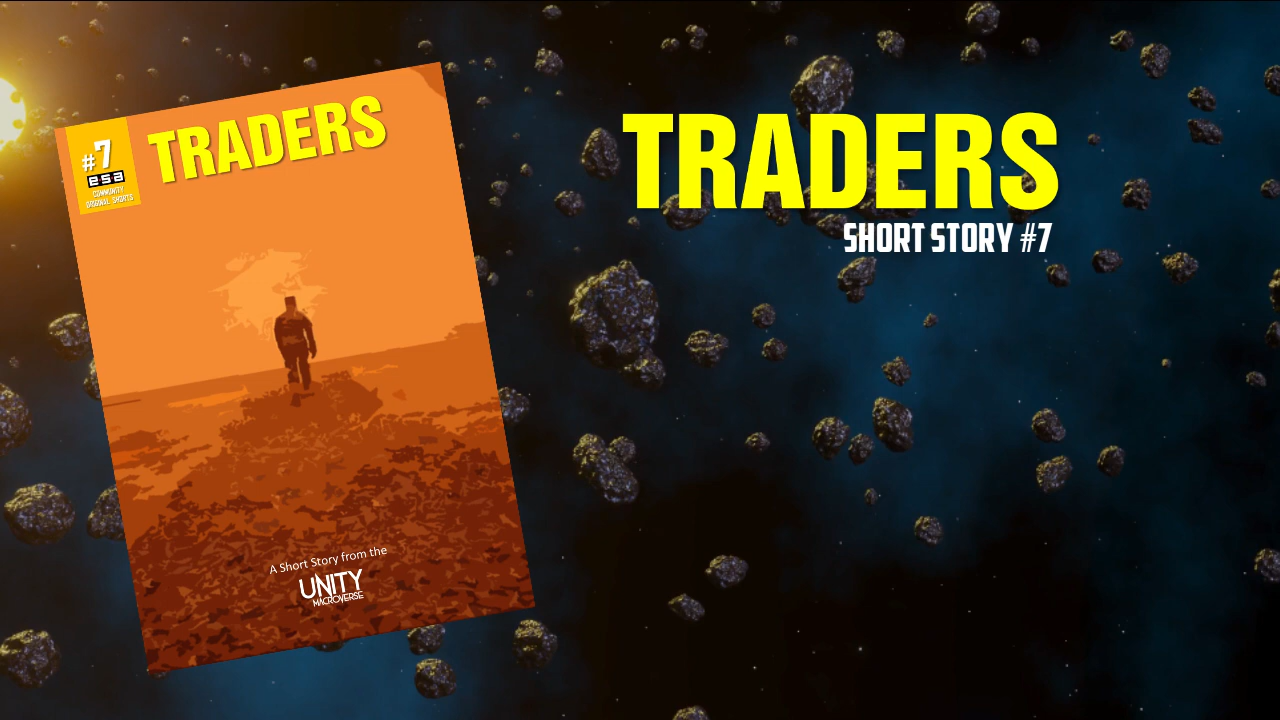 #7
esa
COMMUNITY
ORIGINAL SHORTS
TRADERS
A Short Story from the
UNITY
MACROVERSE
TRADERS
SHORT STORY #7